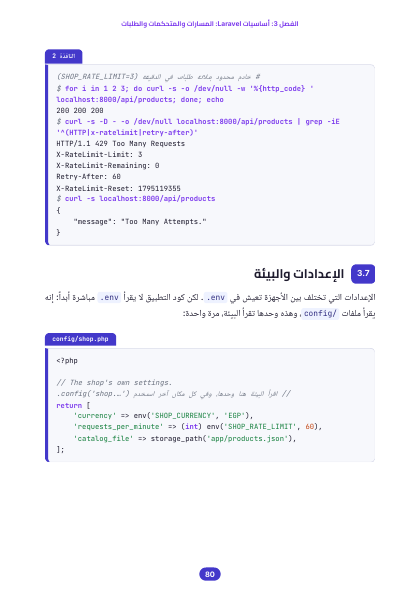 الفصل 3: أساسيات Laravel: المسارات والمتحكمات والطلبات
النافذة 2
# خادم محدود بثلاثة طلبات في الدقيقة (SHOP_RATE_LIMIT=3)
$ for i in 1 2 3; do curl -s -o /dev/null -w '%{http_code} '
localhost:8000/api/products; done; echo
200 200 200
$ curl -s -D - -o /dev/null localhost:8000/api/products | grep -iE
'^(HTTP|x-ratelimit|retry-after)'
HTTP/1.1 429 Too Many Requests
X-RateLimit-Limit: 3
X-RateLimit-Remaining: 0
Retry-After: 60
X-RateLimit-Reset: 1795119355
$ curl -s localhost:8000/api/products
{
    "message": "Too Many Attempts."
}
3.7 الإعدادات والبيئة
الإعدادات التي تختلف بين الأجهزة تعيش في .env. لكن كود التطبيق لا يقرأ .env مباشرة أبداً: إنه
يقرأ ملفات config/، وهذه وحدها تقرأ البيئة، مرة واحدة:
config/shop.php
<?php
// The shop's own settings.
// اقرأ البيئة هنا وحدها، وفي كل مكان آخر استخدم config('shop...').
return [
    'currency' => env('SHOP_CURRENCY', 'EGP'),
    'requests_per_minute' => (int) env('SHOP_RATE_LIMIT', 60),
    'catalog_file' => storage_path('app/products.json'),
];
80